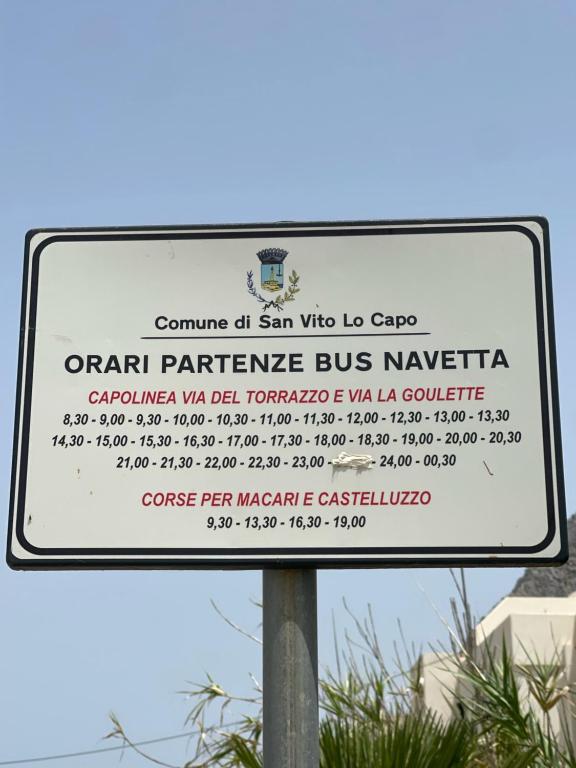 Comune di San Vito Lo Capo
ORARI PARTENZE BUS NAVETTA
CAPOLINEA VIA DEL TORRAZZO E VIA LA GOULETTE
8,30 - 9,00 - 9,30 - 10,00 - 10,30 - 11,00 - 11,30 - 12,00 - 12,30 - 13,00 - 13,30
14,30 - 15,00 - 15,30 - 16,30 - 17,00 - 17,30 - 18,00 - 18,30 - 19,00 - 20,00 - 20,30
21,00 - 21,30 - 22,00 - 22,30 - 23,00 - 24,00 - 00,30
CORSE PER MACARI E CASTELLUZZO
9,30 - 13,30 - 16,30 - 19,00